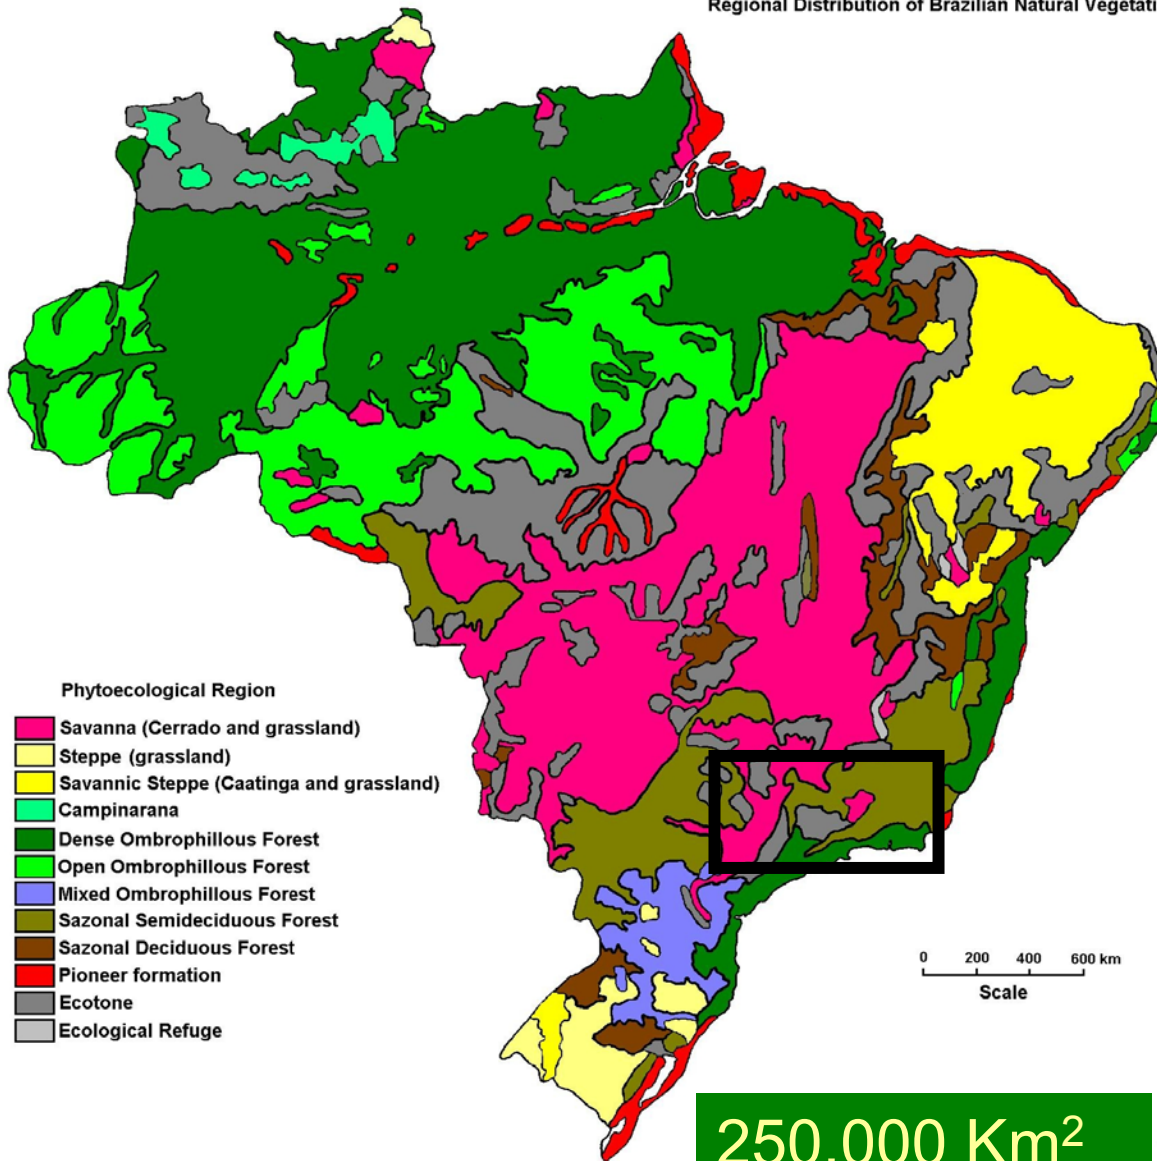 Regional Distribution of Brazilian Natural Vegetati
Phytoecological Region
Savanna (Cerrado and grassland)
Steppe (grassland)
Savannic Steppe (Caatinga and grassland)
Campinarana
Dense Ombrophillous Forest
Open Ombrophillous Forest
Mixed Ombrophillous Forest
Sazonal Semideciduous Forest
Sazonal Deciduous Forest
Pioneer formation
Ecotone
Ecological Refuge
0 200 400 600 km
Scale
250.000 Km²